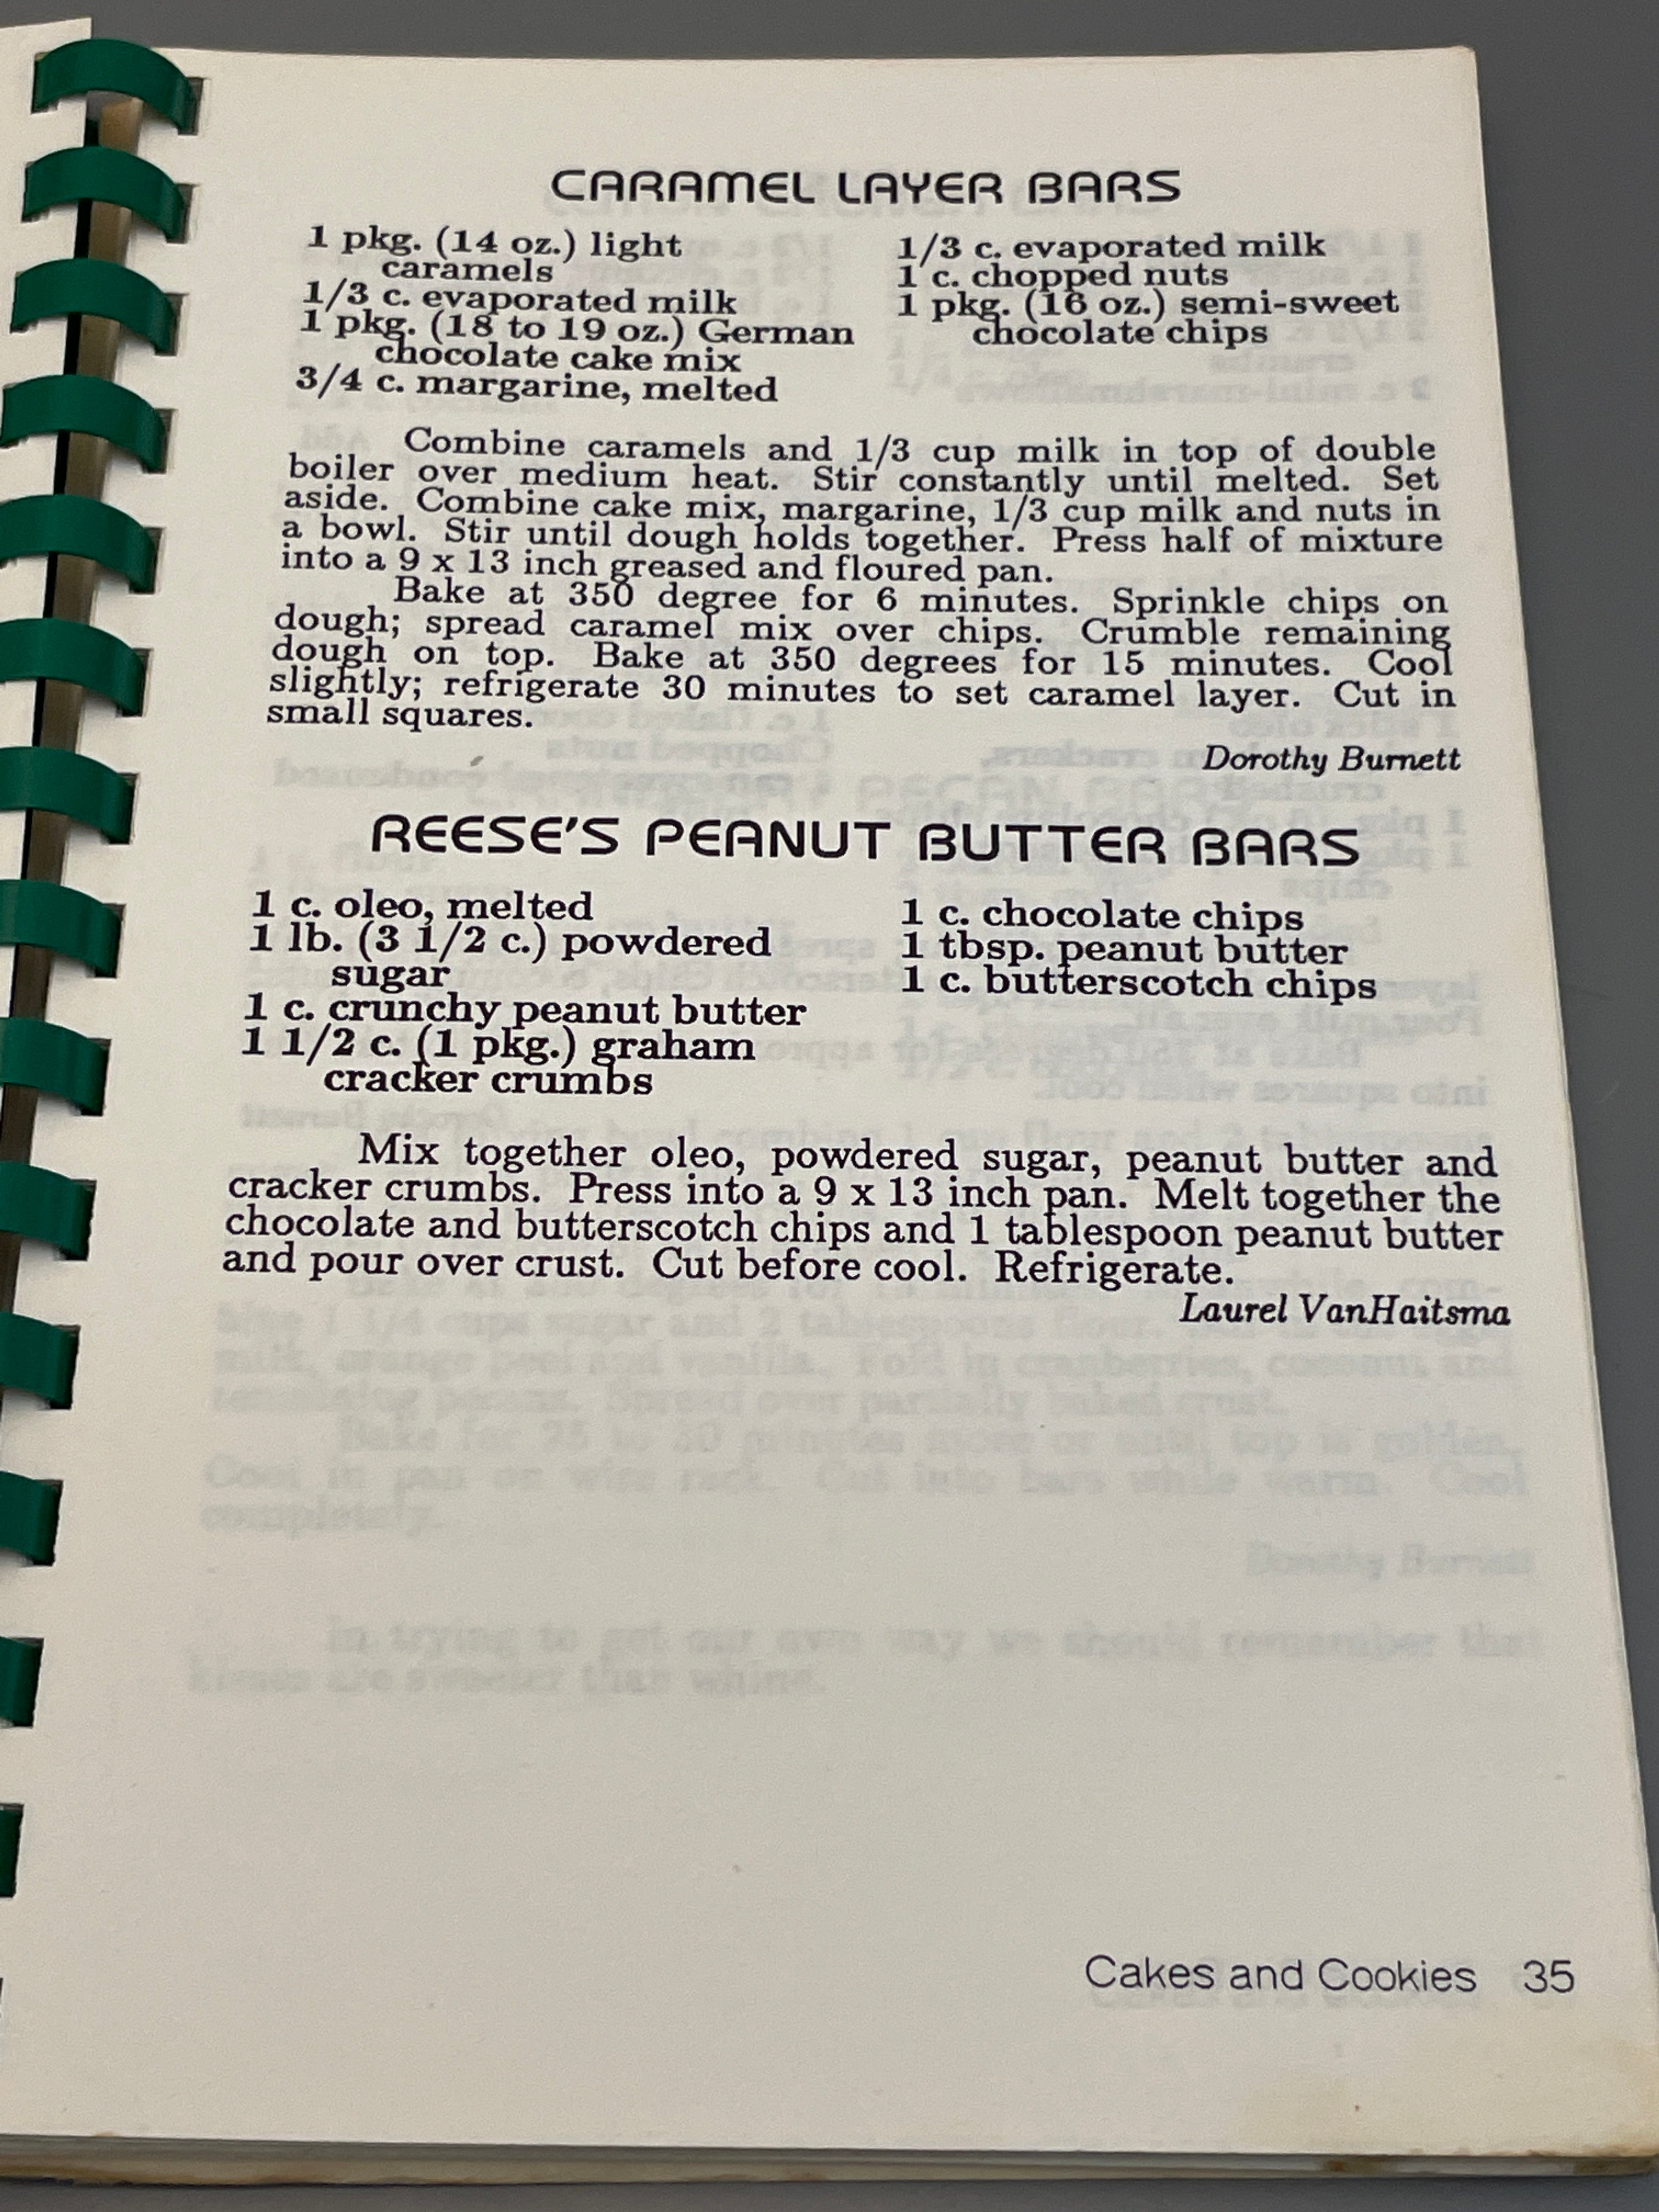 CARAMEL LAYER BARS
1 pkg. (14 oz.) light
caramels
1/3 c. evaporated milk
1 pkg. (18 to 19 oz.) German
chocolate cake mix
3/4 c. margarine, melted
1/3 c. evaporated milk
1 c. chopped nuts
1 pkg. (16 oz.) semi-sweet
chocolate chips
Combine caramels and 1/3 cup milk in top of double
boiler over medium heat. Stir constantly until melted. Set
aside. Combine cake mix, margarine, 1/3 cup milk and nuts in
a bowl. Stir until dough holds together. Press half of mixture
into a 9 x 13 inch greased and floured pan.
Bake at 350 degree for 6 minutes. Sprinkle chips on
dough; spread caramel mix over chips. Crumble remaining
dough on top. Bake at 350 degrees for 15 minutes. Cool
slightly; refrigerate 30 minutes to set caramel layer. Cut in
small squares.
Dorothy Burnett
REESE'S PEANUT BUTTER BARS
1 c. oleo, melted
1 lb. (3 1/2 c.) powdered
sugar
1 c. crunchy peanut butter
1 1/2 c. (1 pkg.) graham
cracker crumbs
1 c. chocolate chips
1 tbsp. peanut butter
1 c. butterscotch chips
Mix together oleo, powdered sugar, peanut butter and
cracker crumbs. Press into a 9 x 13 inch pan. Melt together the
chocolate and butterscotch chips and 1 tablespoon peanut butter
and pour over crust. Cut before cool. Refrigerate.
Laurel VanHaitsma
Cakes and Cookies 35